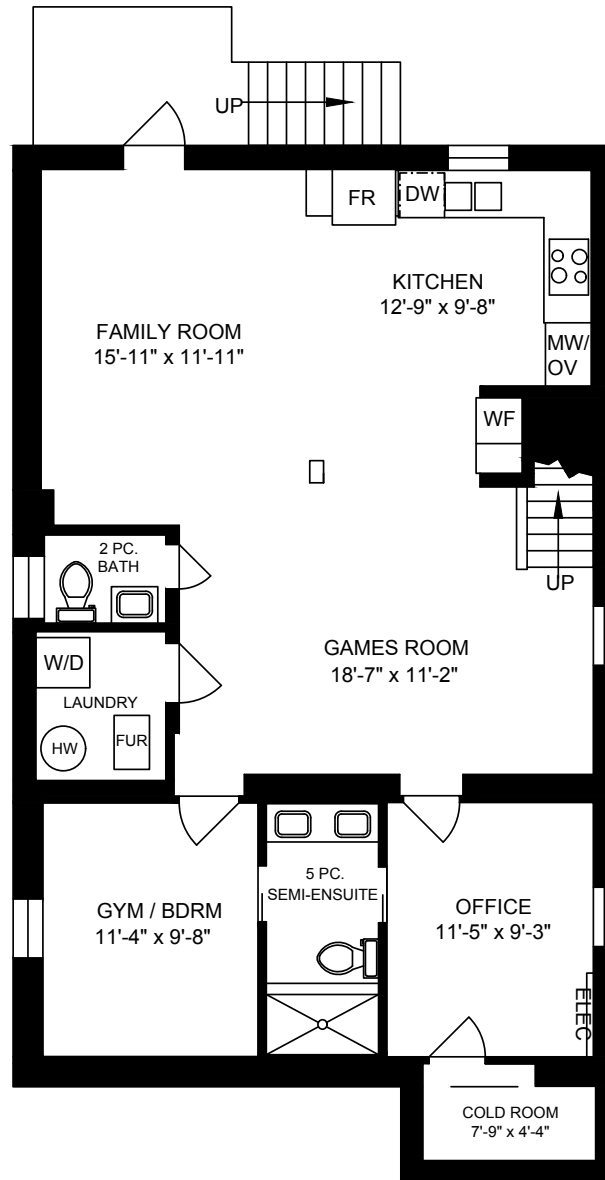 UP
FR
DW
KITCHEN
12'-9" x 9'-8"
FAMILY ROOM
15'-11" x 11'-11"
MW/
OV
WF
2 PC.
BATH
UP
GAMES ROOM
18'-7" x 11'-2"
W/D
LAUNDRY
HW
FUR
5 PC.
SEMI-ENSUITE
GYM / BDRM
11'-4" x 9'-8"
OFFICE
11'-5" x 9'-3"
ELEC
COLD ROOM
7'-9" x 4'-4"